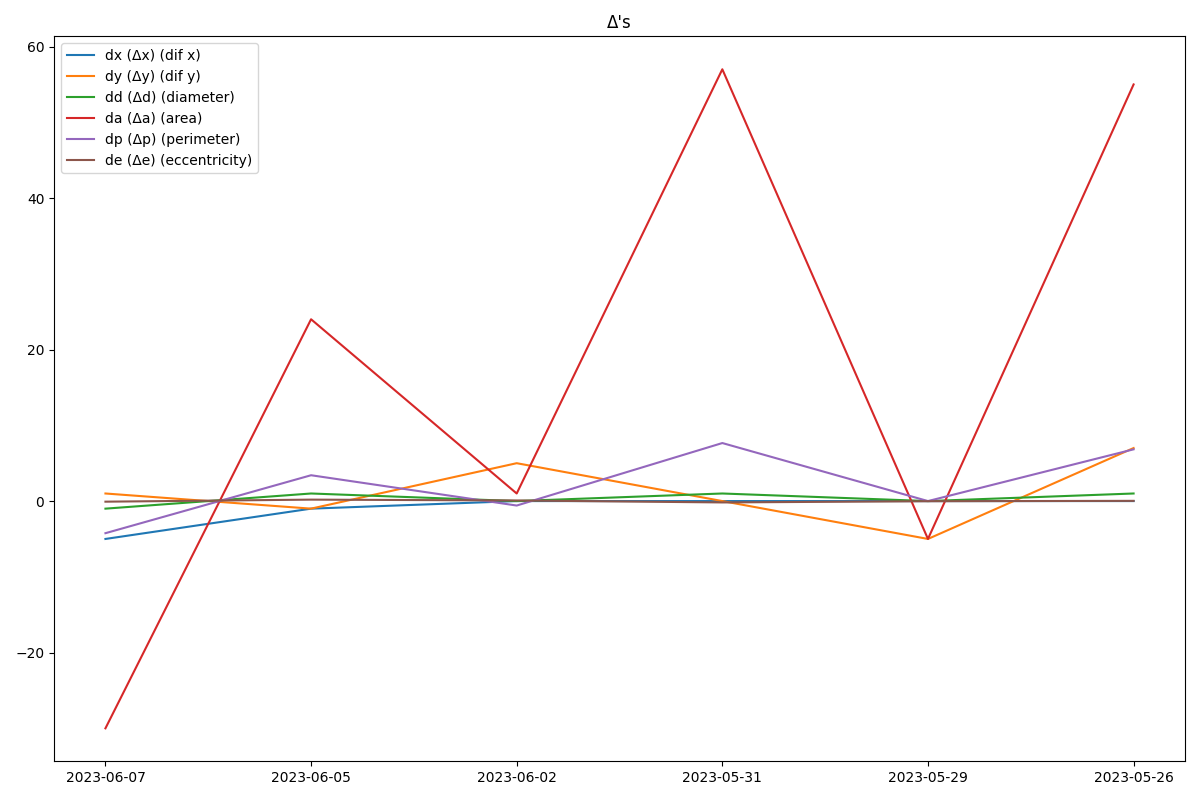 Δ's
60
40
20
0
−20
dx (Δx) (dif x)
dy (Δy) (dif y)
dd (Δd) (diameter)
da (Δa) (area)
dp (Δp) (perimeter)
de (Δe) (eccentricity)
2023-06-07
2023-06-05
2023-06-02
2023-05-31
2023-05-29
2023-05-26